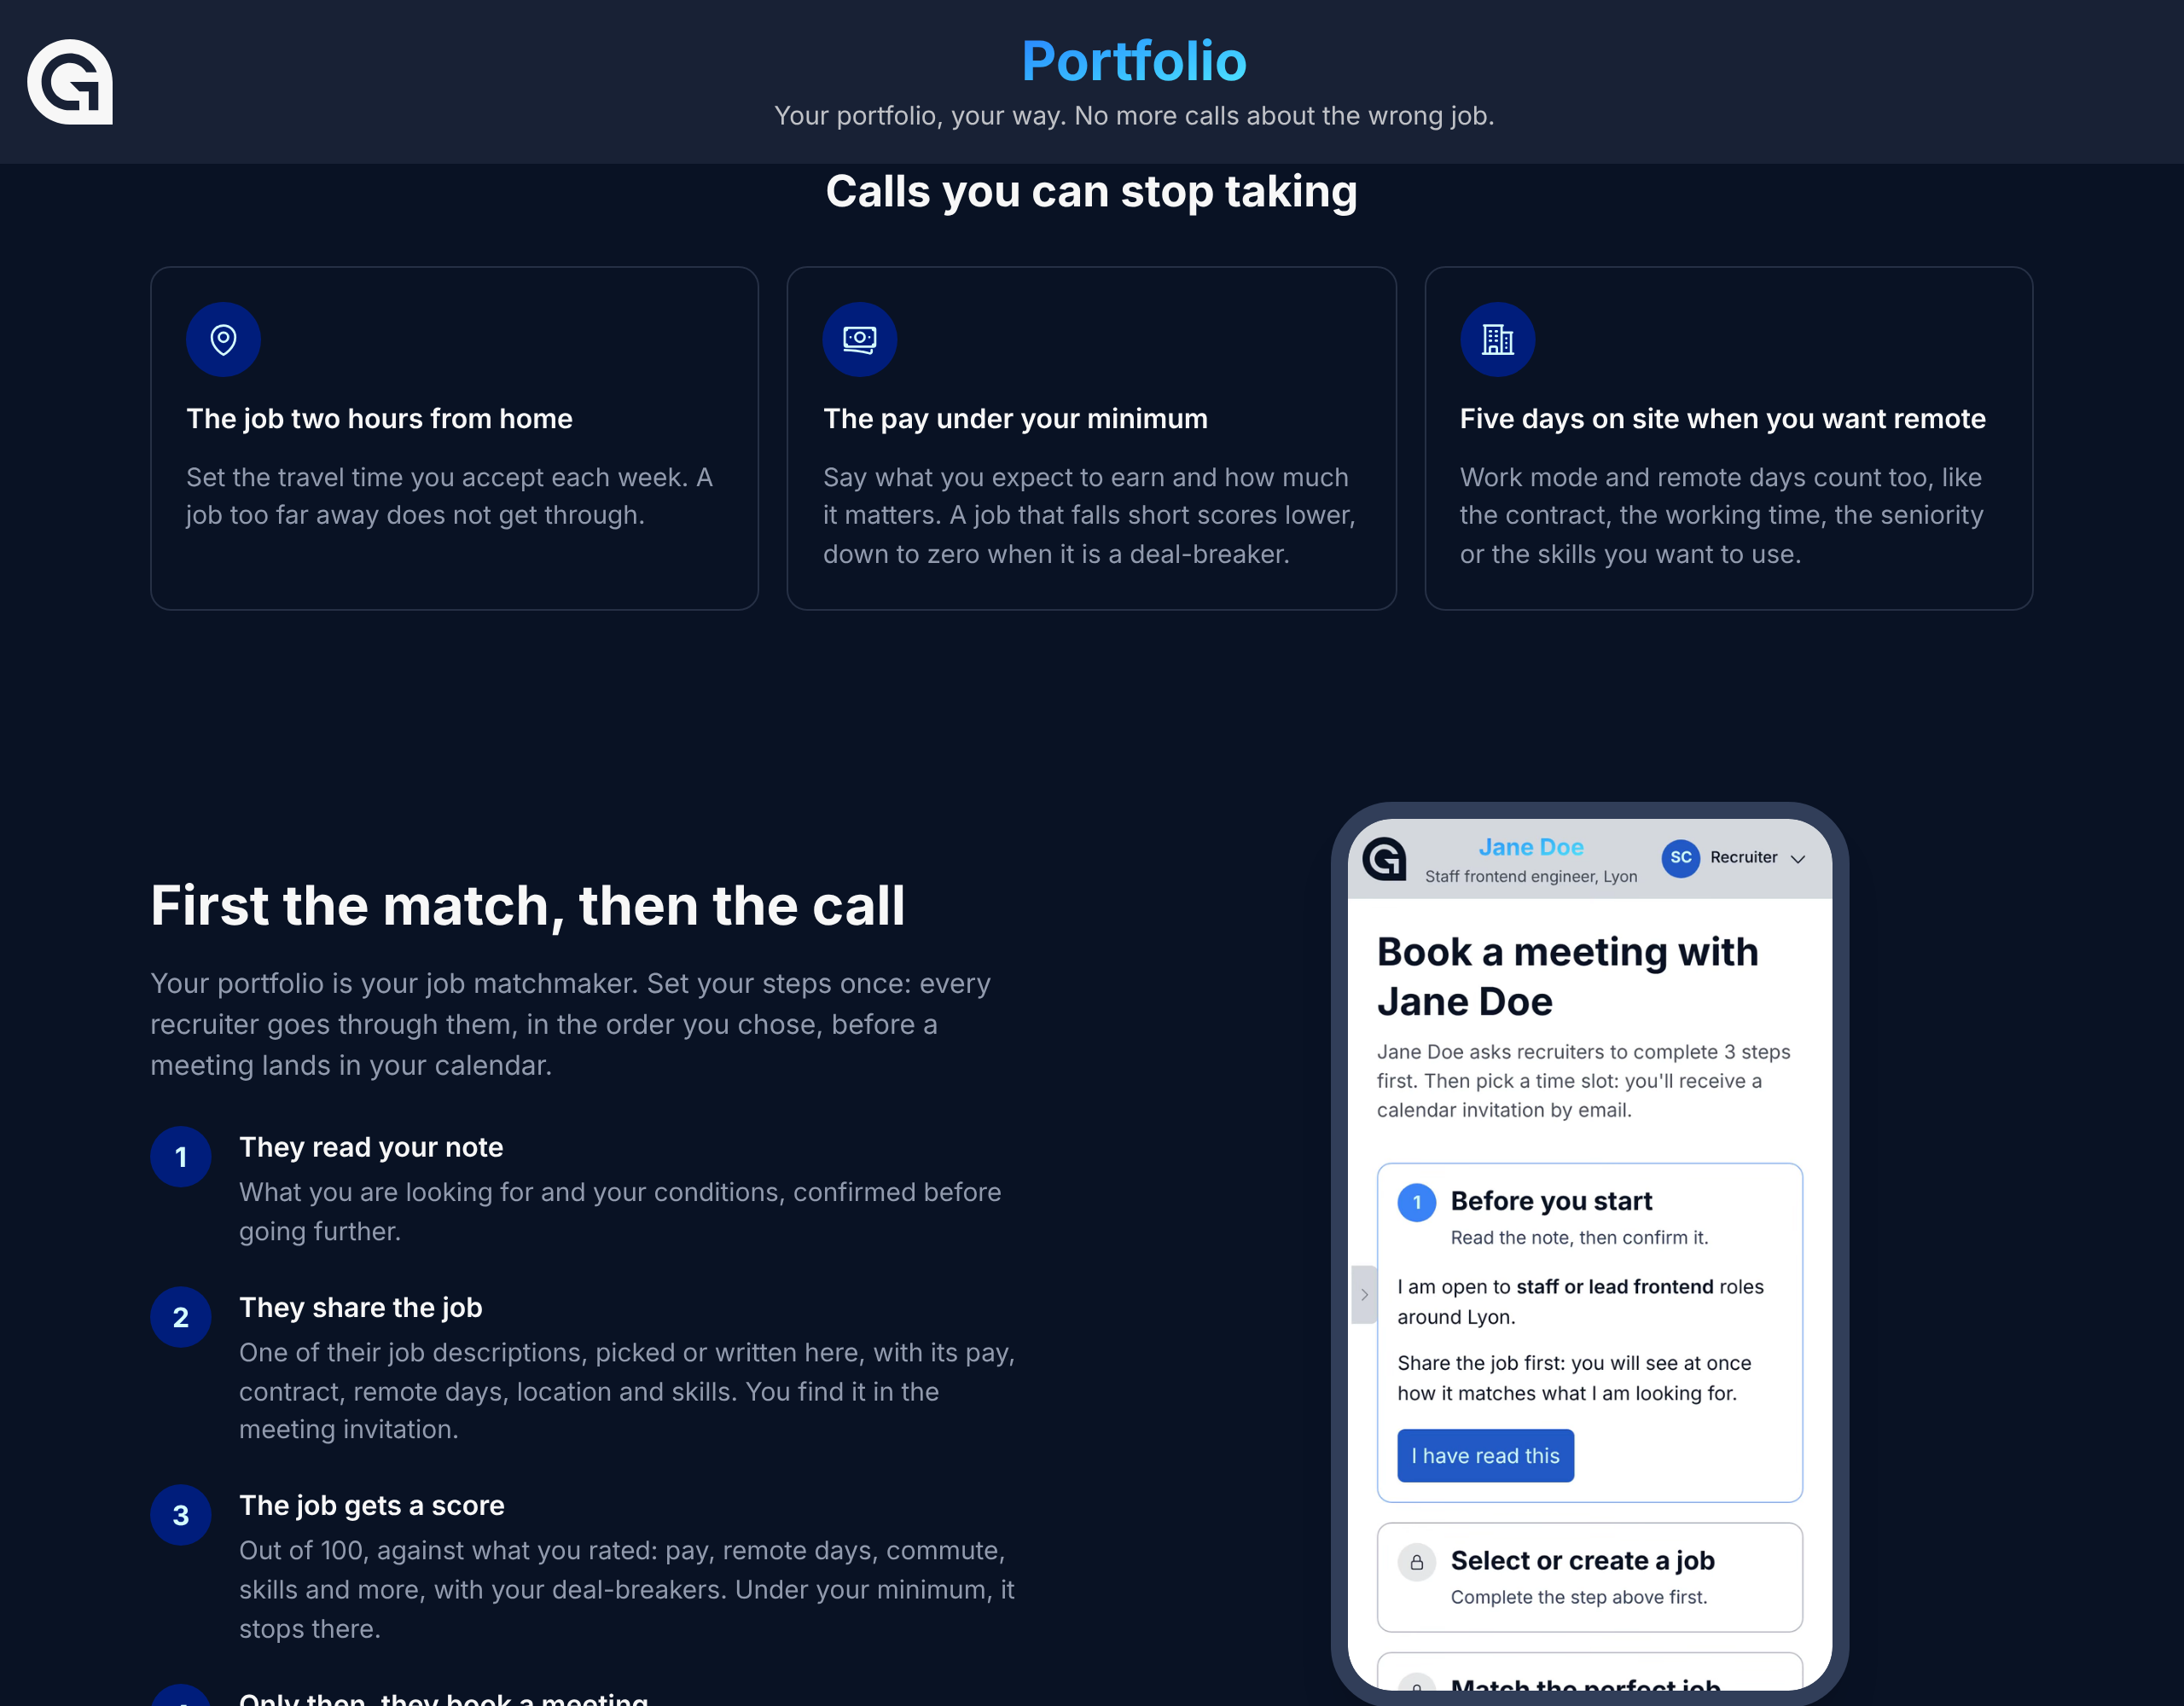 Portfolio
Your portfolio, your way. No more calls about the wrong job.
Calls you can stop taking
The job two hours from home
Set the travel time you accept each week. A
job too far away does not get through.
The pay under your minimum
Say what you expect to earn and how much
it matters. A job that falls short scores lower,
down to zero when it is a deal-breaker.
Five days on site when you want remote
Work mode and remote days count too, like
the contract, the working time, the seniority
or the skills you want to use.
First the match, then the call
Your portfolio is your job matchmaker. Set your steps once: every
recruiter goes through them, in the order you chose, before a
meeting lands in your calendar.
1
They read your note
What you are looking for and your conditions, confirmed before
going further.
2
They share the job
One of their job descriptions, picked or written here, with its pay,
contract, remote days, location and skills. You find it in the
meeting invitation.
3
The job gets a score
Out of 100, against what you rated: pay, remote days, commute,
skills and more, with your deal-breakers. Under your minimum, it
stops there.
Only then, they book a meeting
Jane Doe
Staff frontend engineer, Lyon
SC
Recruiter
Book a meeting with
Jane Doe
Jane Doe asks recruiters to complete 3 steps
first. Then pick a time slot: you'll receive a
calendar invitation by email.
1
Before you start
Read the note, then confirm it.
I am open to staff or lead frontend roles
around Lyon.
Share the job first: you will see at once
how it matches what I am looking for.
I have read this
Select or create a job
Complete the step above first.
Match the perfect job